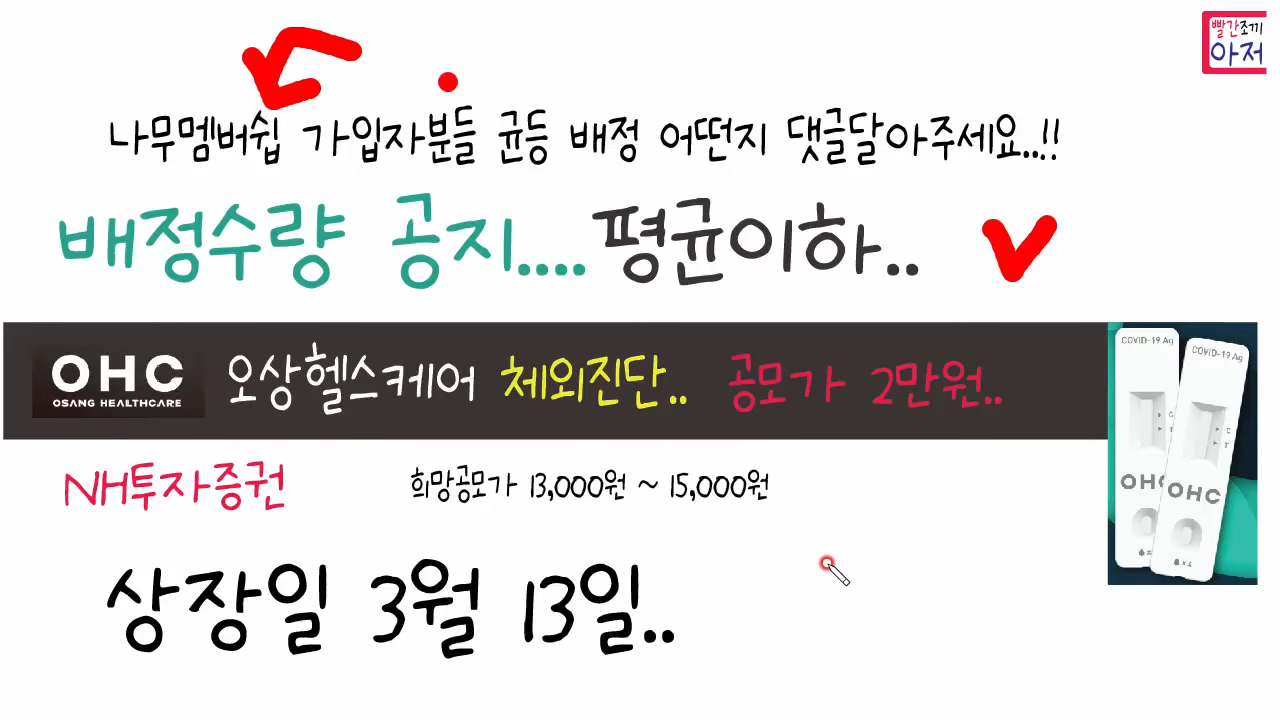 빨간조끼
아저
나무멤버쉽 가입자분들 균등 배정 어떤지 댓글달아주세요..!!
배정수량 공지.... 평균이하..
OHC
OSANG HEALTHCARE
오상헬스케어 체외진단.. 공모가 2만원..
COVID-19 Ag
COVID-19 Ag
C
T
C
T
OHC
OHC
x4
NH투자증권 희망공모가 13,000원 ~ 15,000원
상장일 3월 13일..